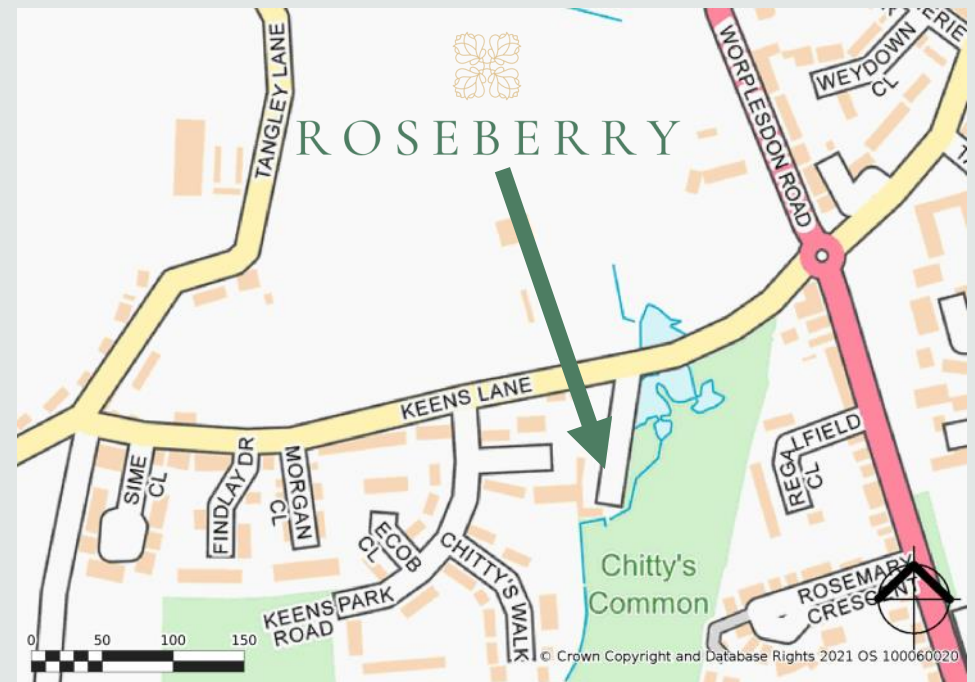 WORPLESDON ROAD
ERIE
WEYDOWN
CL
TANGLEY LANE
ROSEBERRY
KEENS LANE
SIME
CL
FINDLAY DR
MORGAN
CL
REGALFIELD
CL
ECOB
CL
CHITTY'S WALK
Chitty's
Common
ROSEMARY
CRESCENT
KEENS PARK
ROAD
0 50 100 150
© Crown Copyright and Database Rights 2021 OS 100060020